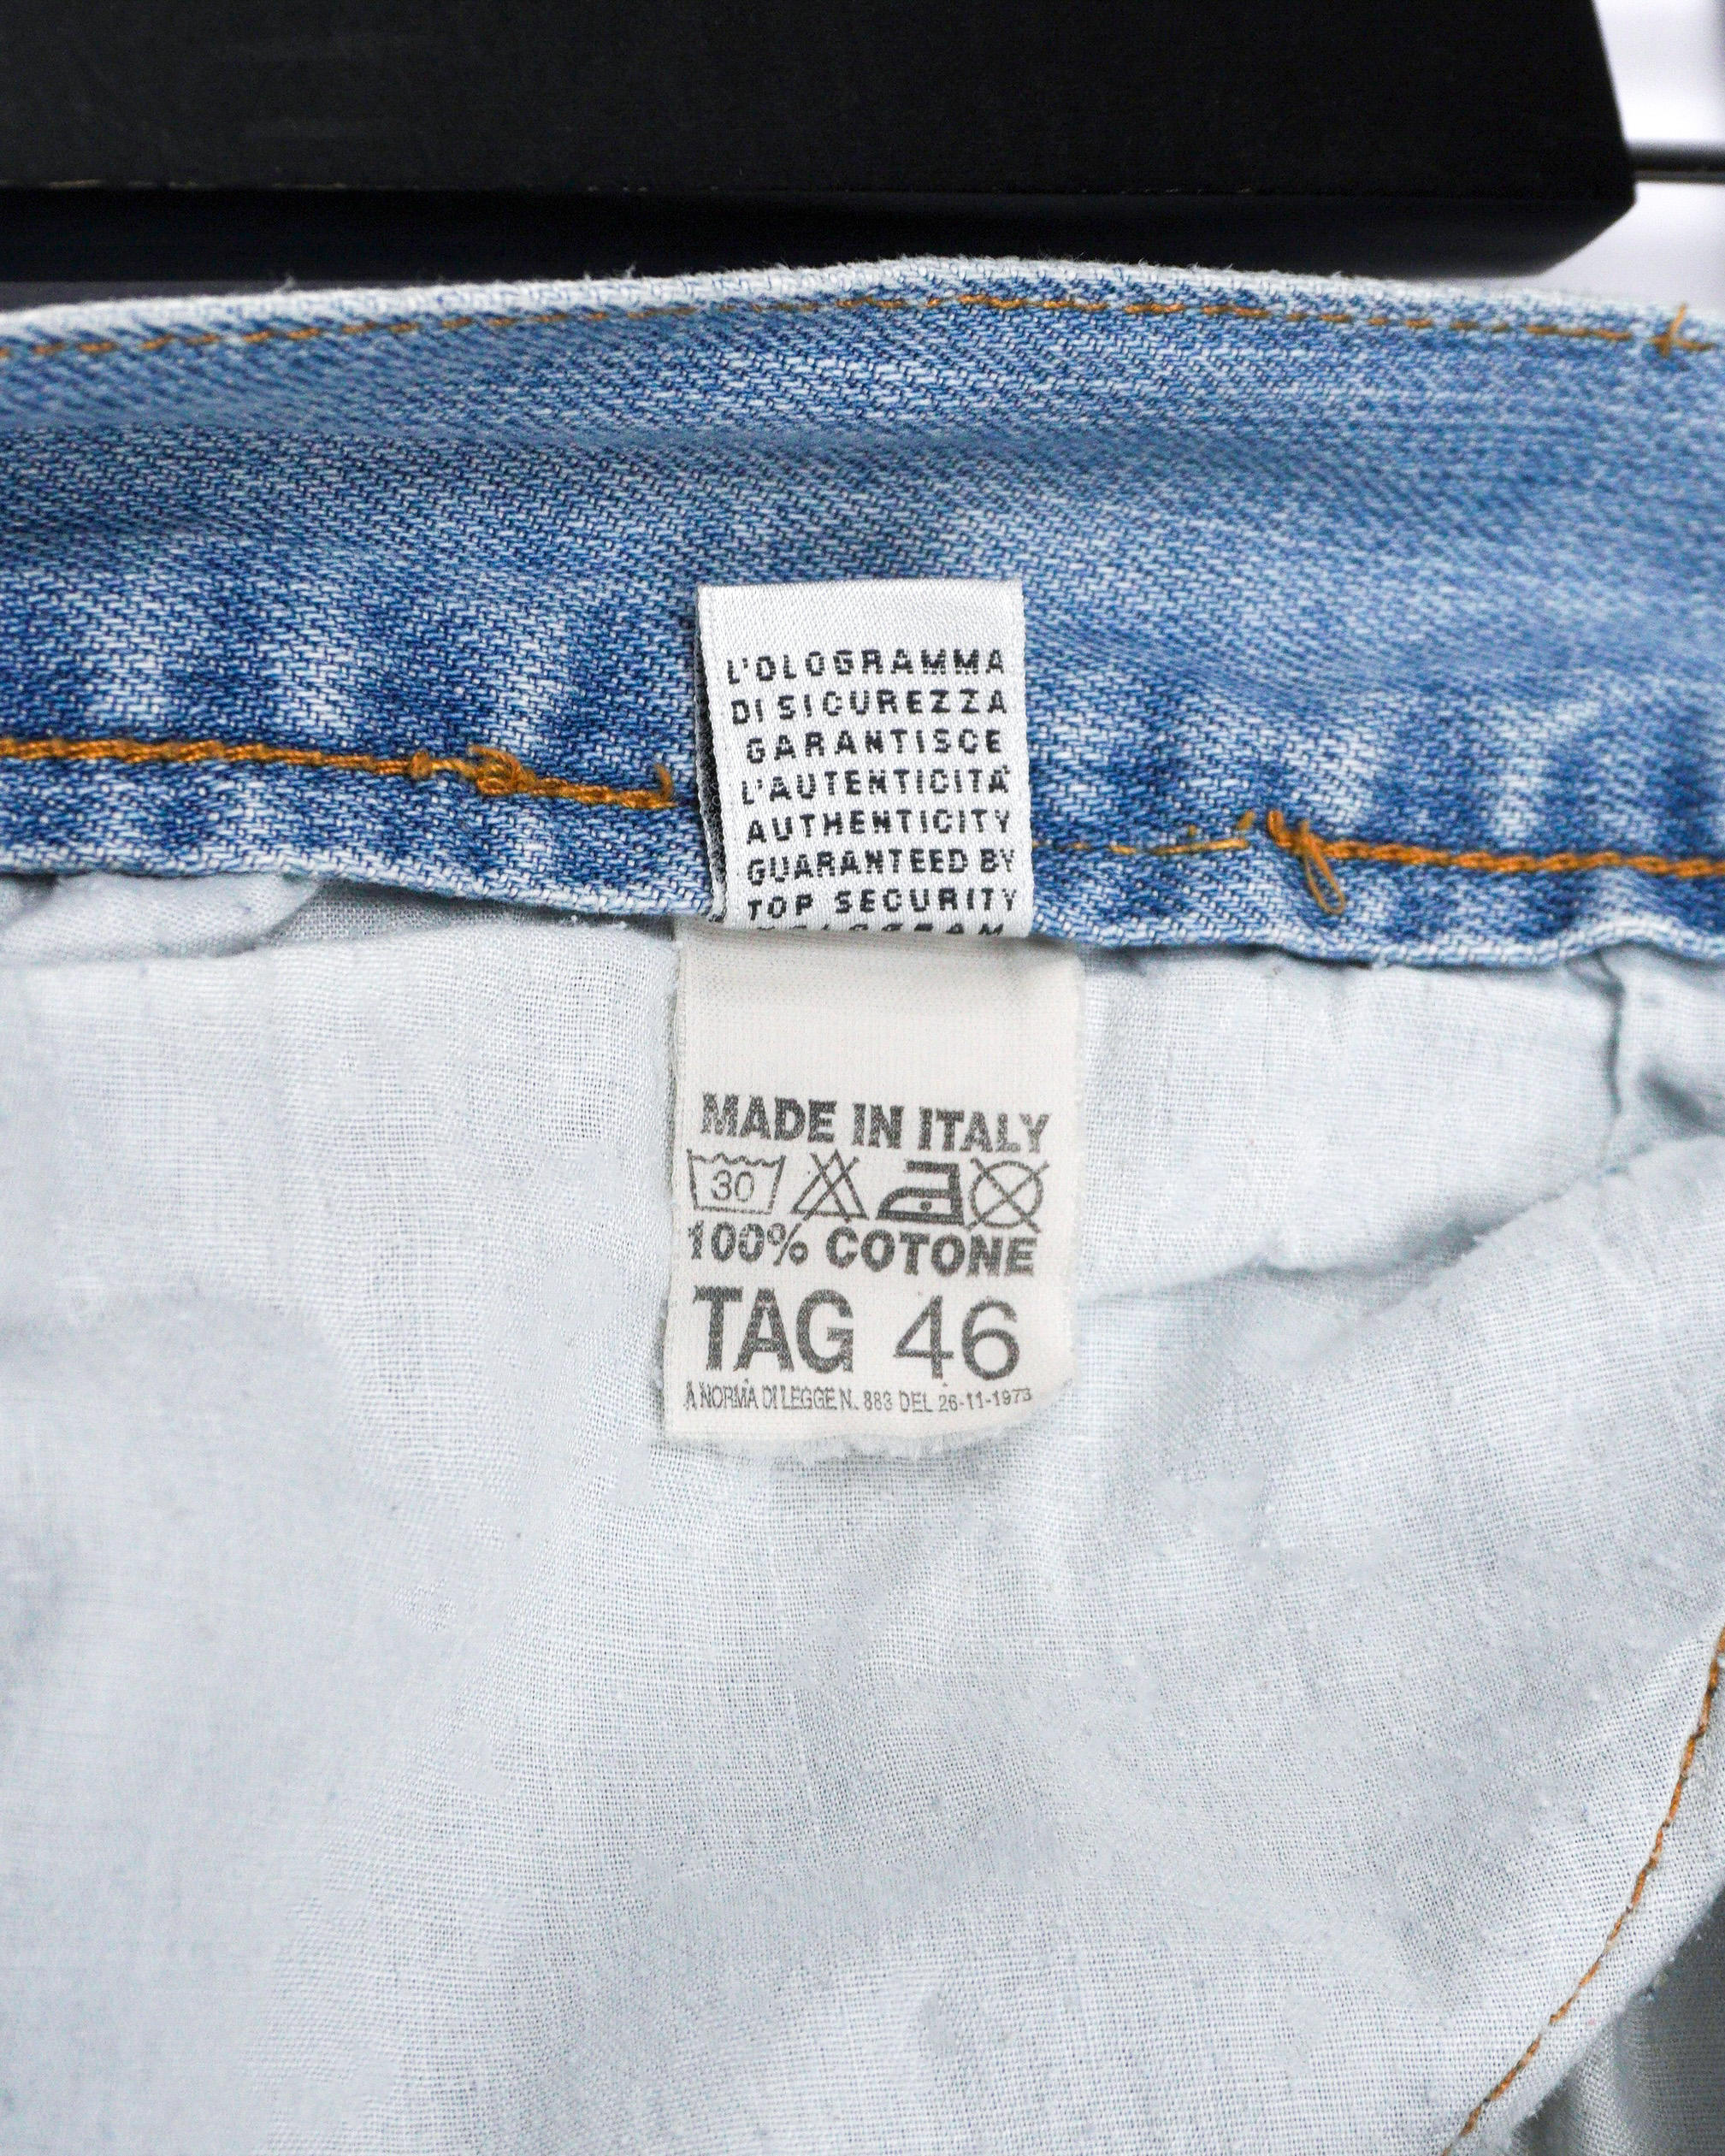 L'OLOGRAMMA
DI SICUREZZA
GARANTISCE
L'AUTENTICITÀ
AUTHENTICITY
GUARANTEED BY
TOP SECURITY
MADE IN ITALY
30
100% COTONE
TAG 46
A NORMA DI LEGGE N. 883 DEL 26-11-1973